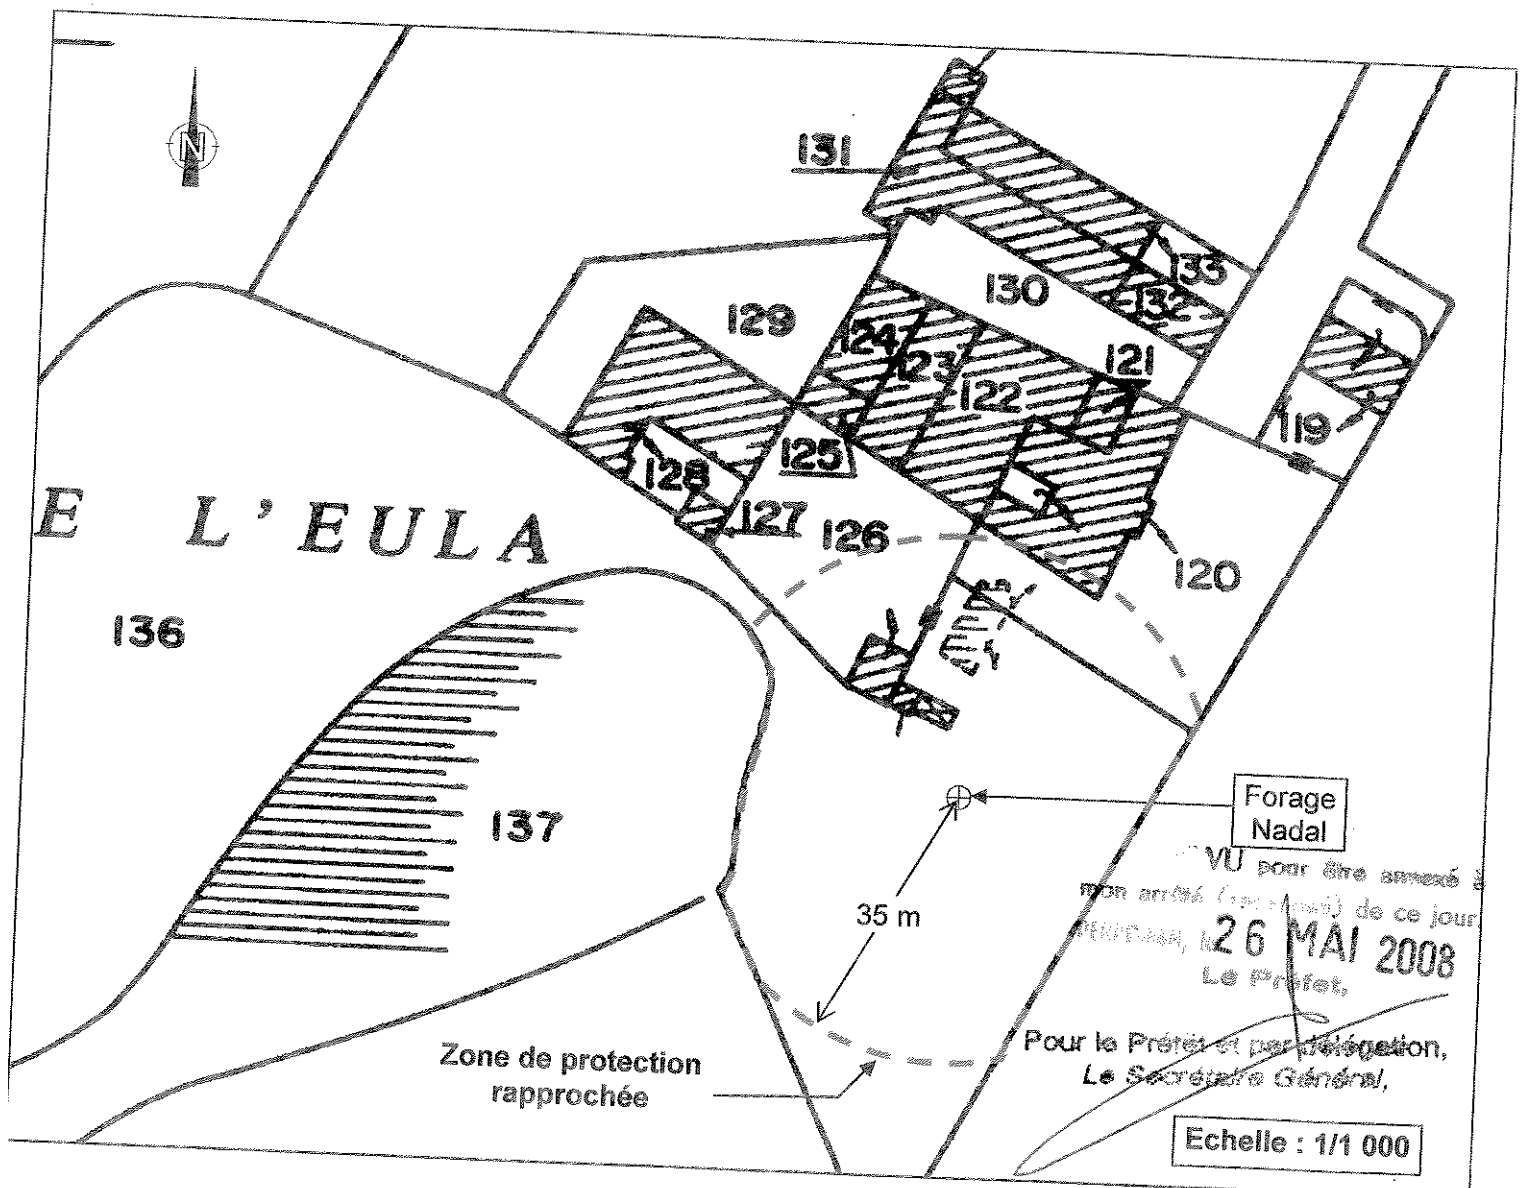 N
131
133
130
132
129
124
123
121
122
119
125
128
E L'EULA
127
126
120
136
137
Forage
Nadal
VU pour être annexé à
mon arrêté de ce jour
26 MAI 2008
Le Préfet,
35 m
Pour le Préfet et par délégation,
Le Secrétaire Général,
Zone de protection
rapprochée
Echelle : 1/1 000